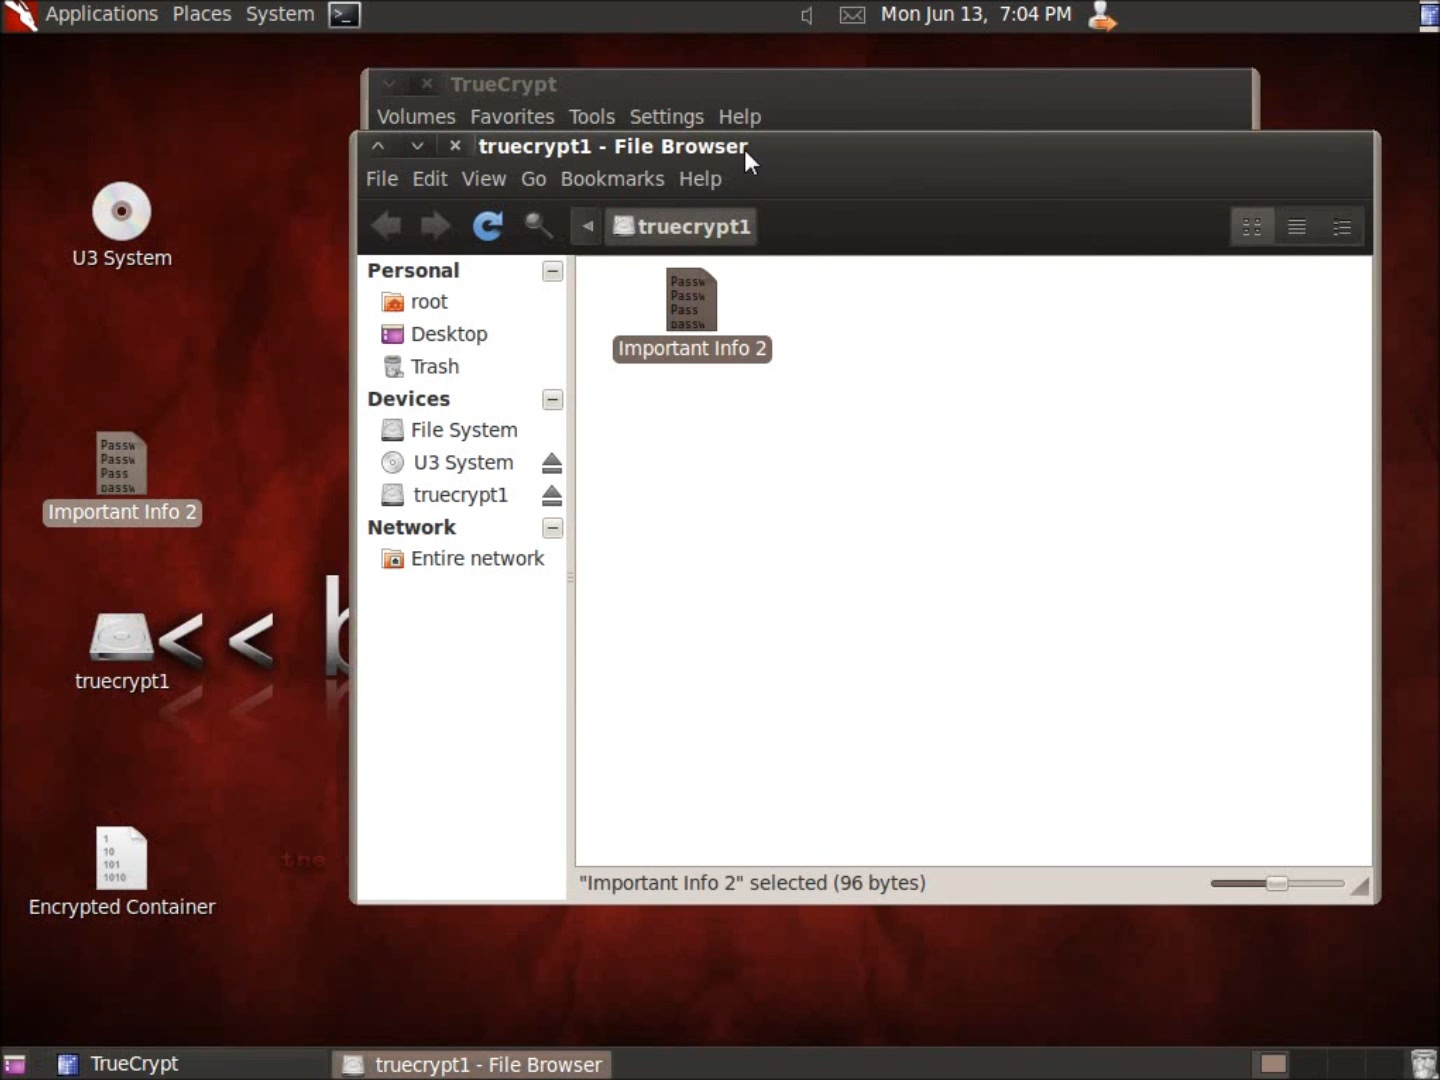 Applications Places System
Mon Jun 13, 7:04 PM
TrueCrypt
Volumes Favorites Tools Settings Help
truecrypt1 - File Browser
File Edit View Go Bookmarks Help
truecrypt1
U3 System
Important Info 2
Passw
Passw
Pass
passw
truecrypt1
<< b
1
10
101
1010
Encrypted Container
the
Personal
root
Desktop
Trash
Devices
File System
U3 System
truecrypt1
Network
Entire network
Passw
Passw
Pass
passw
Important Info 2
"Important Info 2" selected (96 bytes)
TrueCrypt
truecrypt1 - File Browser